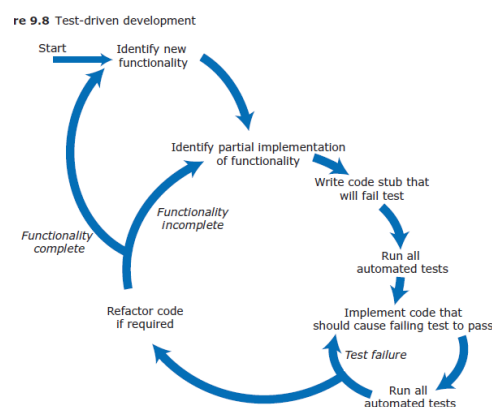 re 9.8 Test-driven development
Start
Identify new
functionality
Identify partial implementation
of functionality
Write code stub that
will fail test
Functionality
incomplete
Functionality
complete
Run all
automated tests
Refactor code
if required
Implement code that
should cause failing test to pass
Test failure
Run all
automated tests